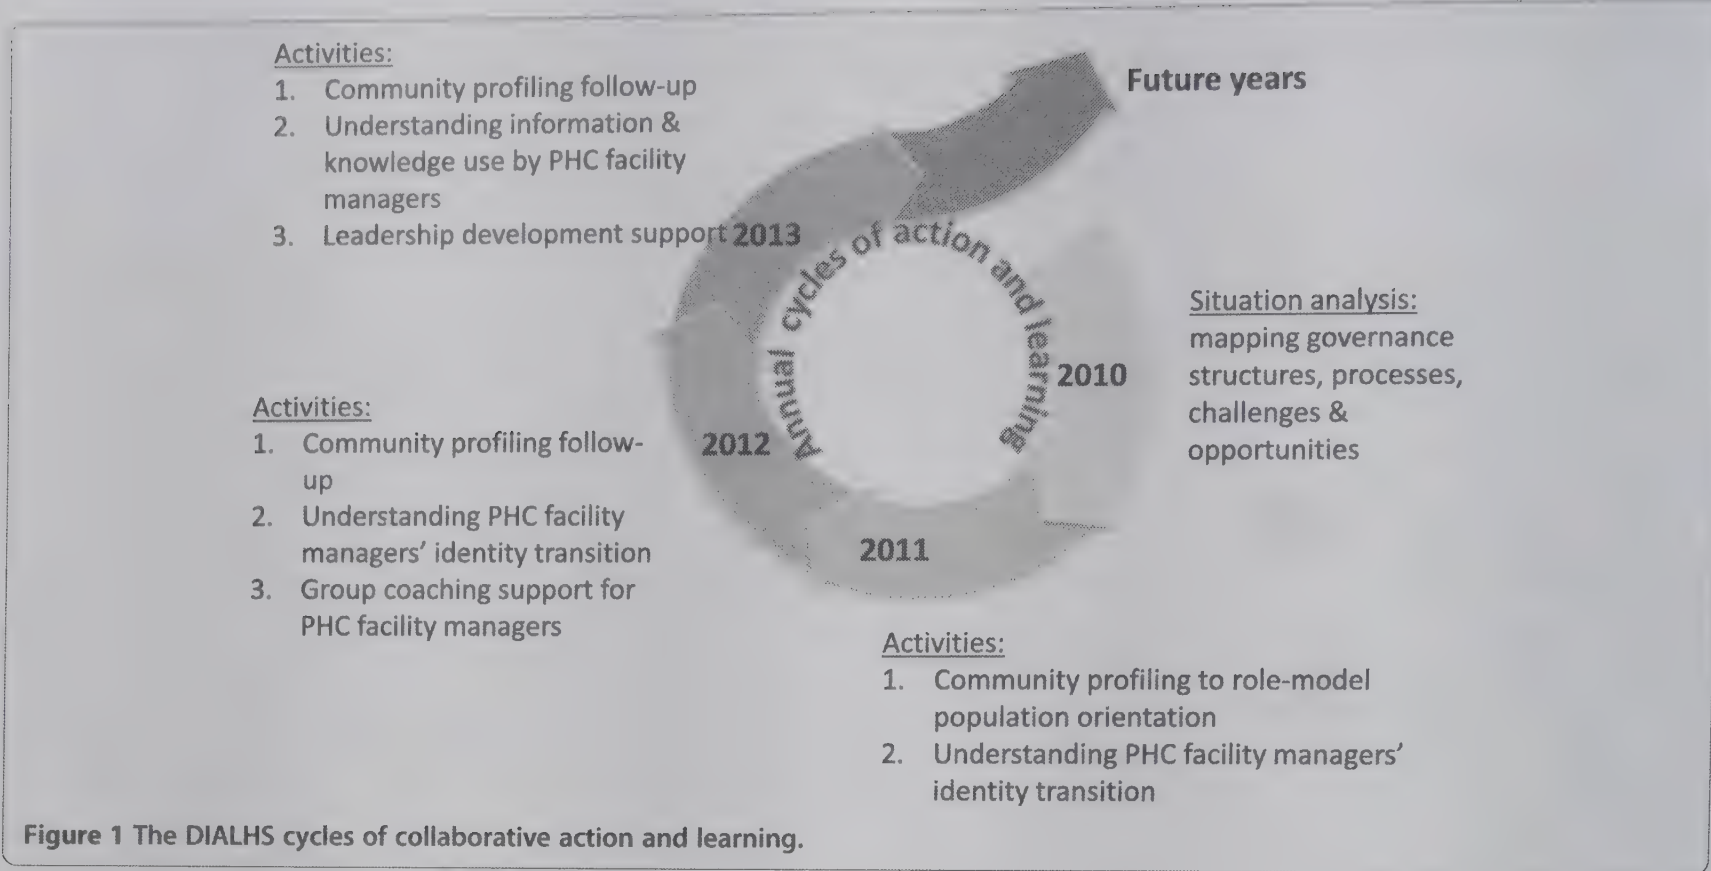 Activities:
1. Community profiling follow-up
2. Understanding information &
knowledge use by PHC facility
managers
3. Leadership development support
2013
Future years
Annual cycles of action and learning
2010
Situation analysis:
mapping governance
structures, processes,
challenges &
opportunities
Activities:
1. Community profiling follow-
up
2. Understanding PHC facility
managers' identity transition
3. Group coaching support for
PHC facility managers
2012
2011
Activities:
1. Community profiling to role-model
population orientation
2. Understanding PHC facility managers'
identity transition
Figure 1 The DIALHS cycles of collaborative action and learning.